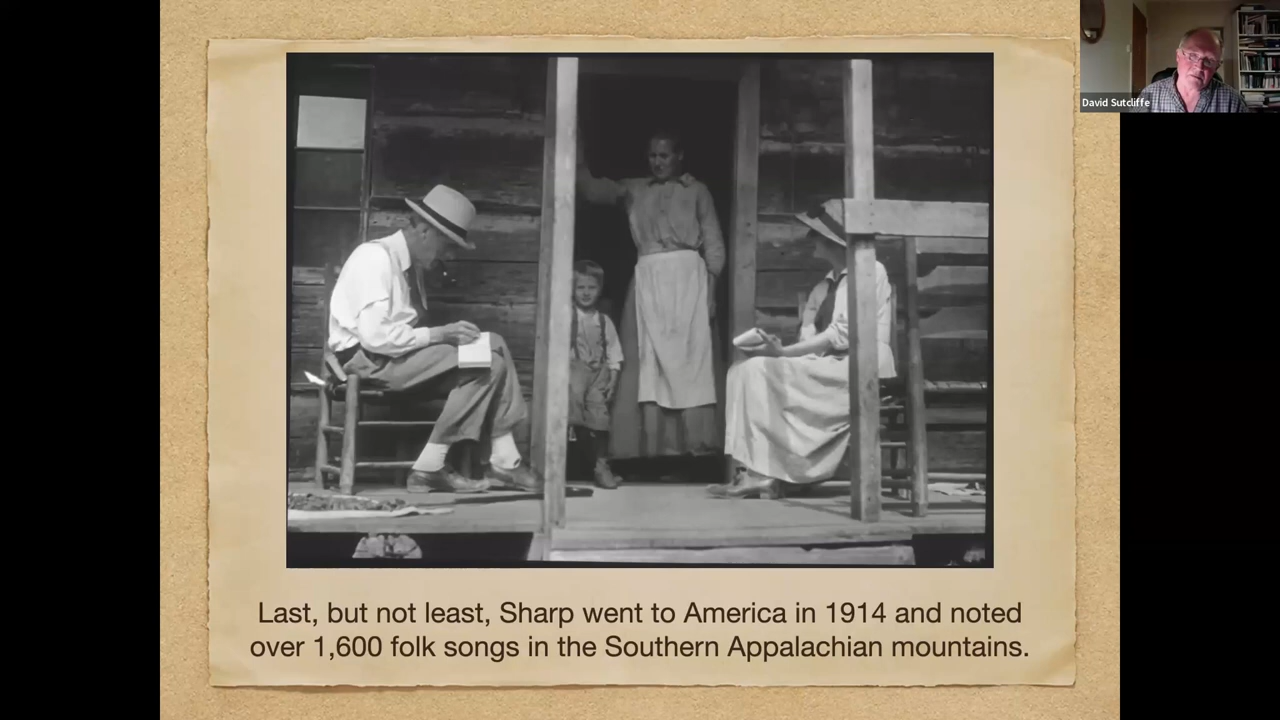 David Sutcliffe
Last, but not least, Sharp went to America in 1914 and noted
over 1,600 folk songs in the Southern Appalachian mountains.